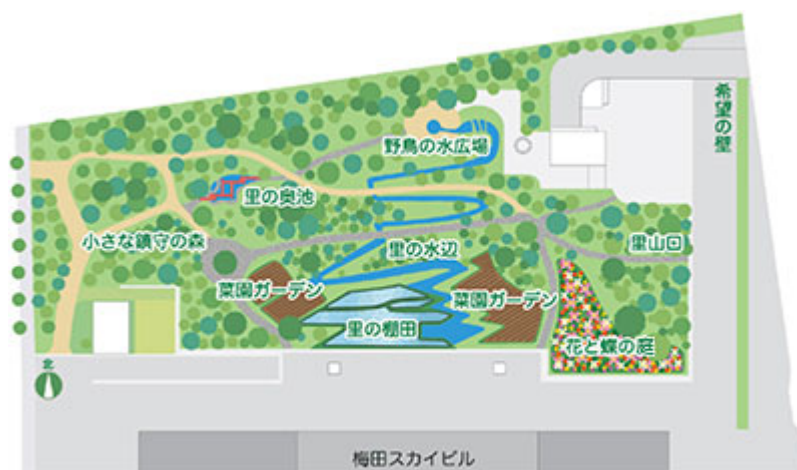 希望の壁
野鳥の水広場
里の奥池
小さな鎮守の森
里の水辺
里山口
菜園ガーデン
菜園ガーデン
里の棚田
花と蝶の庭
北
梅田スカイビル